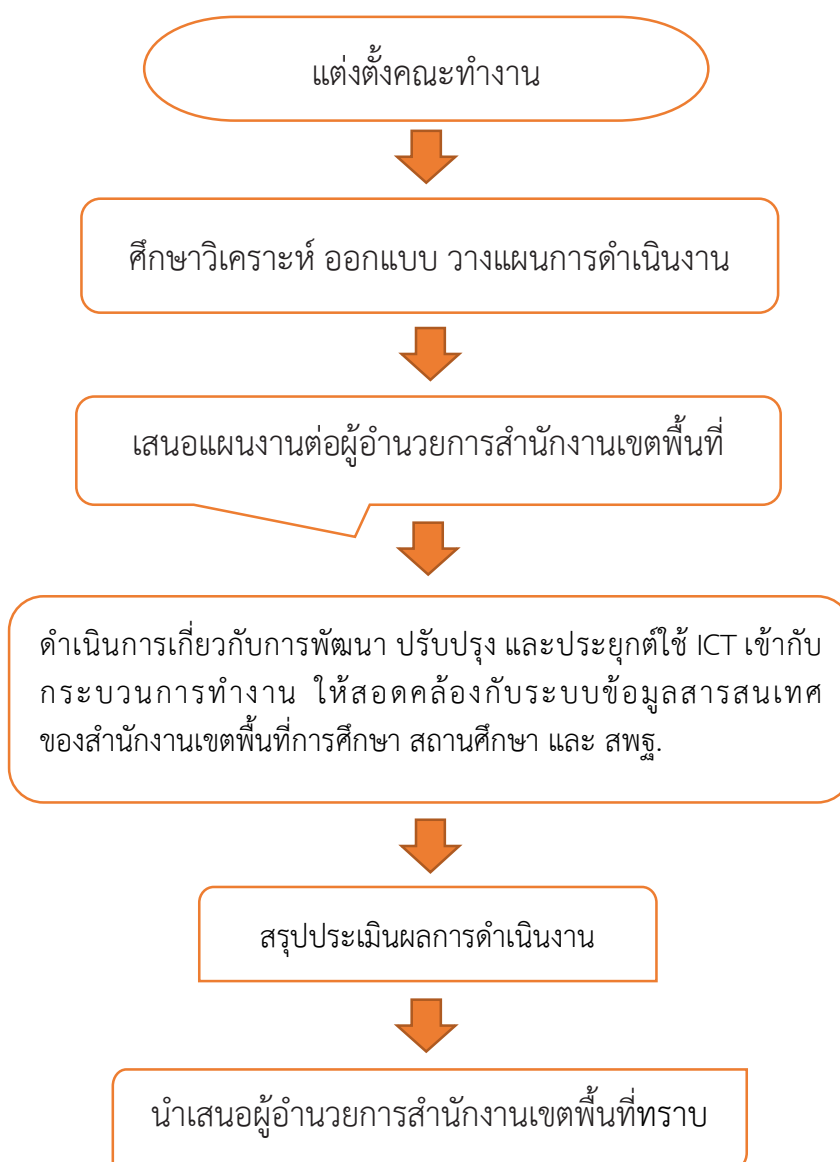 แต่งตั้งคณะทำงาน
ศึกษาวิเคราะห์ ออกแบบ วางแผนการดำเนินงาน
เสนอแผนงานต่อผู้อำนวยการสำนักงานเขตพื้นที่
ดำเนินการเกี่ยวกับการพัฒนา ปรับปรุง และประยุกต์ใช้ ICT เข้ากับ
กระบวนการทำงาน ให้สอดคล้องกับระบบข้อมูลสารสนเทศ
ของสำนักงานเขตพื้นที่การศึกษา สถานศึกษา และ สพฐ.
สรุปประเมินผลการดำเนินงาน
นำเสนอผู้อำนวยการสำนักงานเขตพื้นที่ทราบ